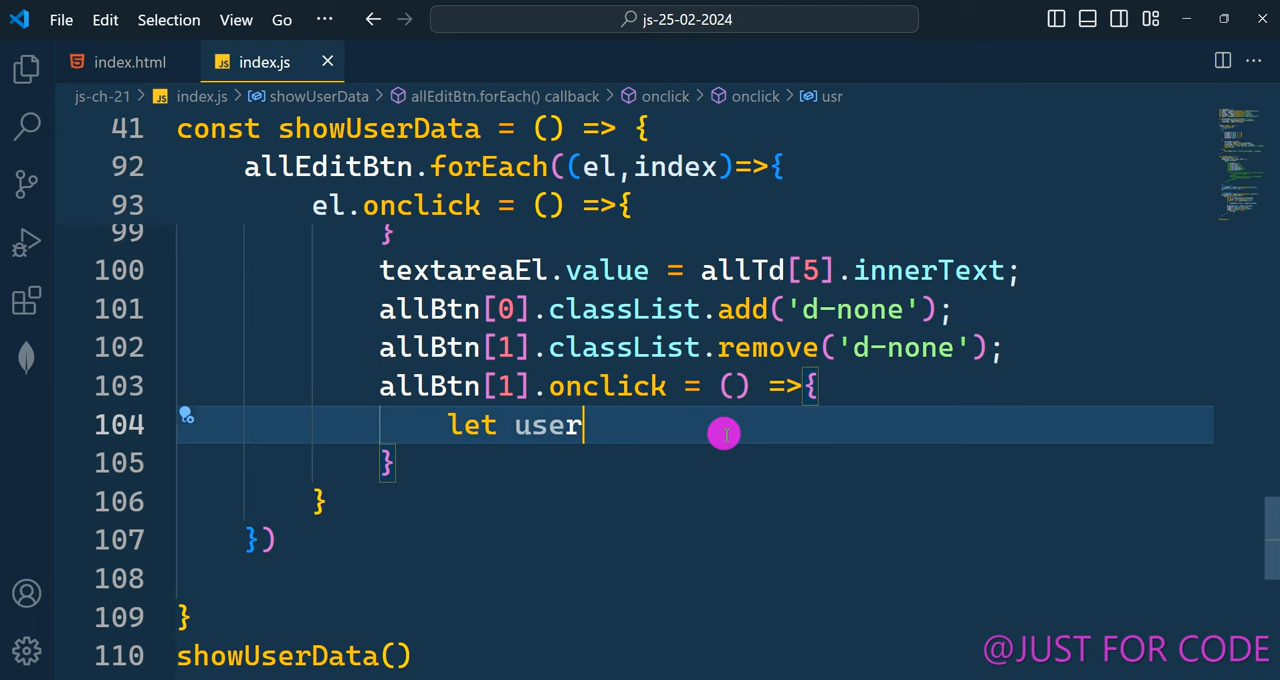 File Edit Selection View Go ··· js-25-02-2024
index.html JS index.js
js-ch-21 > JS index.js > showUserData > allEditBtn.forEach() callback > onclick > onclick > usr
41 const showUserData = () => {
92 allEditBtn.forEach((el,index)=>{
93 el.onclick = () =>{
99 }
100 textareaEl.value = allTd[5].innerText;
101 allBtn[0].classList.add('d-none');
102 allBtn[1].classList.remove('d-none');
103 allBtn[1].onclick = () =>{
104 let user
105 }
106 }
107 })
108
109 }
110 showUserData()
@JUST FOR CODE